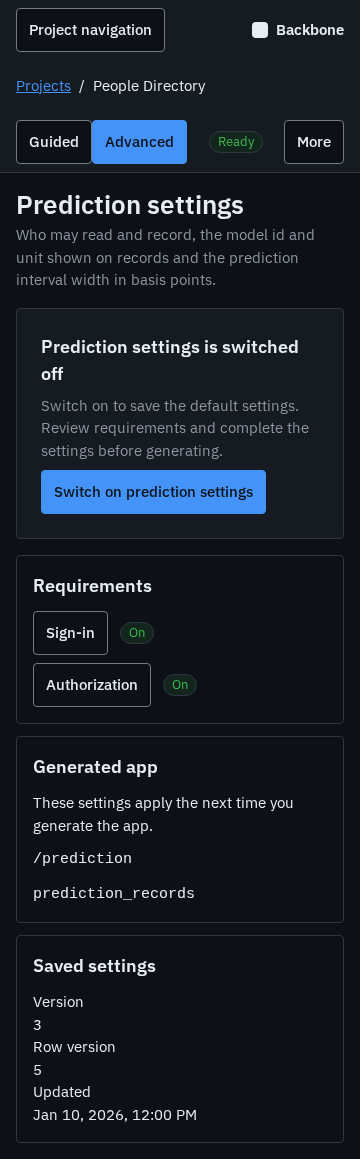 Project navigation
Backbone
Projects / People Directory
Guided
Advanced
Ready
More
Prediction settings
Who may read and record, the model id and
unit shown on records and the prediction
interval width in basis points.
Prediction settings is switched
off
Switch on to save the default settings.
Review requirements and complete the
settings before generating.
Switch on prediction settings
Requirements
Sign-in
On
Authorization
On
Generated app
These settings apply the next time you
generate the app.
/prediction
prediction_records
Saved settings
Version
3
Row version
5
Updated
Jan 10, 2026, 12:00 PM